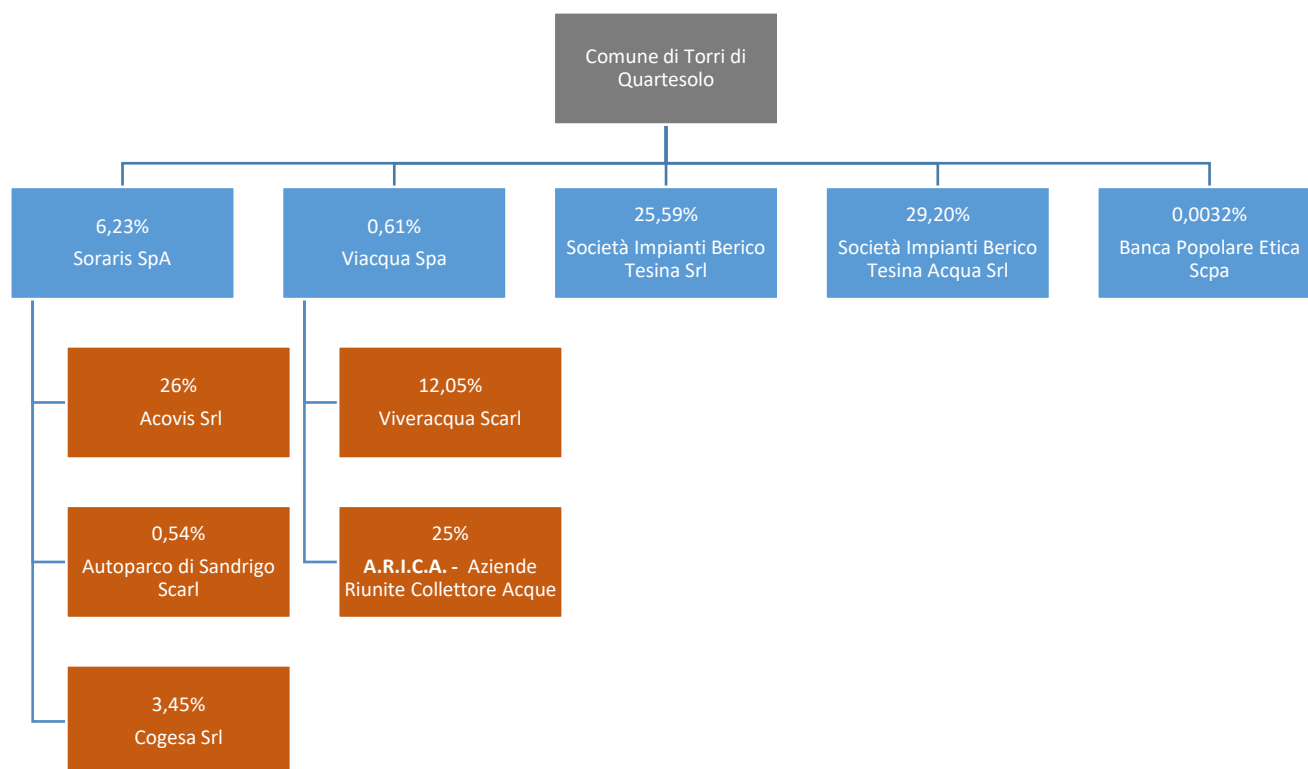 Comune di Torri di
Quartesolo
6,23%
Soraris SpA
0,61%
Viacqua Spa
25,59%
Società Impianti Berico
Tesina Srl
29,20%
Società Impianti Berico
Tesina Acqua Srl
0,0032%
Banca Popolare Etica
Scpa
26%
Acovis Srl
12,05%
Viveracqua Scarl
0,54%
Autoparco di Sandrigo
Scarl
25%
A.R.I.C.A. - Aziende
Riunite Collettore Acque
3,45%
Cogesa Srl